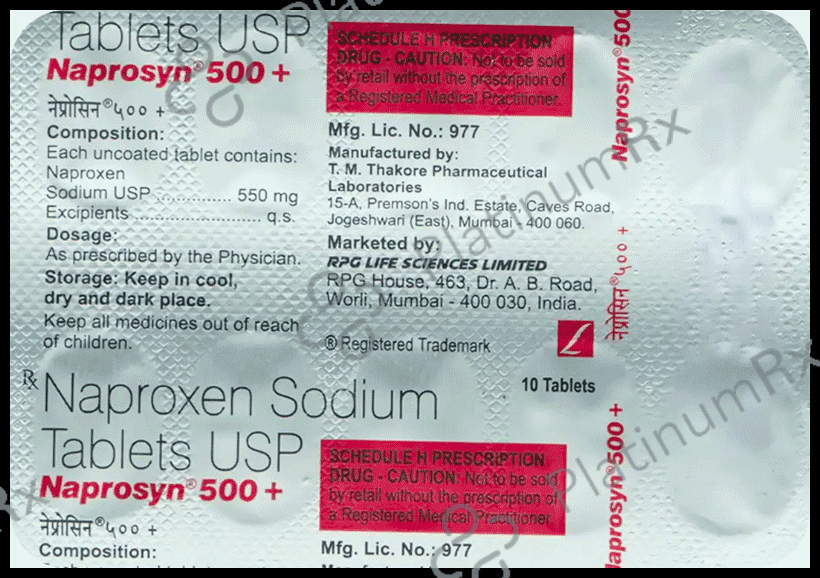 Tablets USP
Naprosyn® 500 +
नेप्रोसिन® ५०० +
Composition:
Each uncoated tablet contains:
Naproxen
Sodium USP .............. 550 mg
Excipients ........................ q.s.
Dosage:
As prescribed by the Physician.
Storage: Keep in cool,
dry and dark place.
Keep all medicines out of reach
of children.
SCHEDULE H PRESCRIPTION
DRUG - CAUTION: Not to be sold
by retail without the prescription of
a Registered Medical Practitioner.
Mfg. Lic. No.: 977
Manufactured by:
T. M. Thakore Pharmaceutical
Laboratories
15-A, Premson's Ind. Estate, Caves Road,
Jogeshwari (East), Mumbai - 400 060.
Marketed by:
RPG LIFE SCIENCES LIMITED
RPG House, 463, Dr. A. B. Road,
Worli, Mumbai - 400 030, India.
® Registered Trademark
Naprosyn® 500
नेप्रोसिन® ५०० +
Rx Naproxen Sodium
Tablets USP
10 Tablets
Naprosyn® 500 +
नेप्रोसिन® ५०० +
Composition:
SCHEDULE H PRESCRIPTION
DRUG - CAUTION: Not to be sold
by retail without the prescription of
a Registered Medical Practitioner
Mfg. Lic. No.: 977
Naprosyn® 500 +
PlatinumRx
PlatinumRx
PlatinumRx